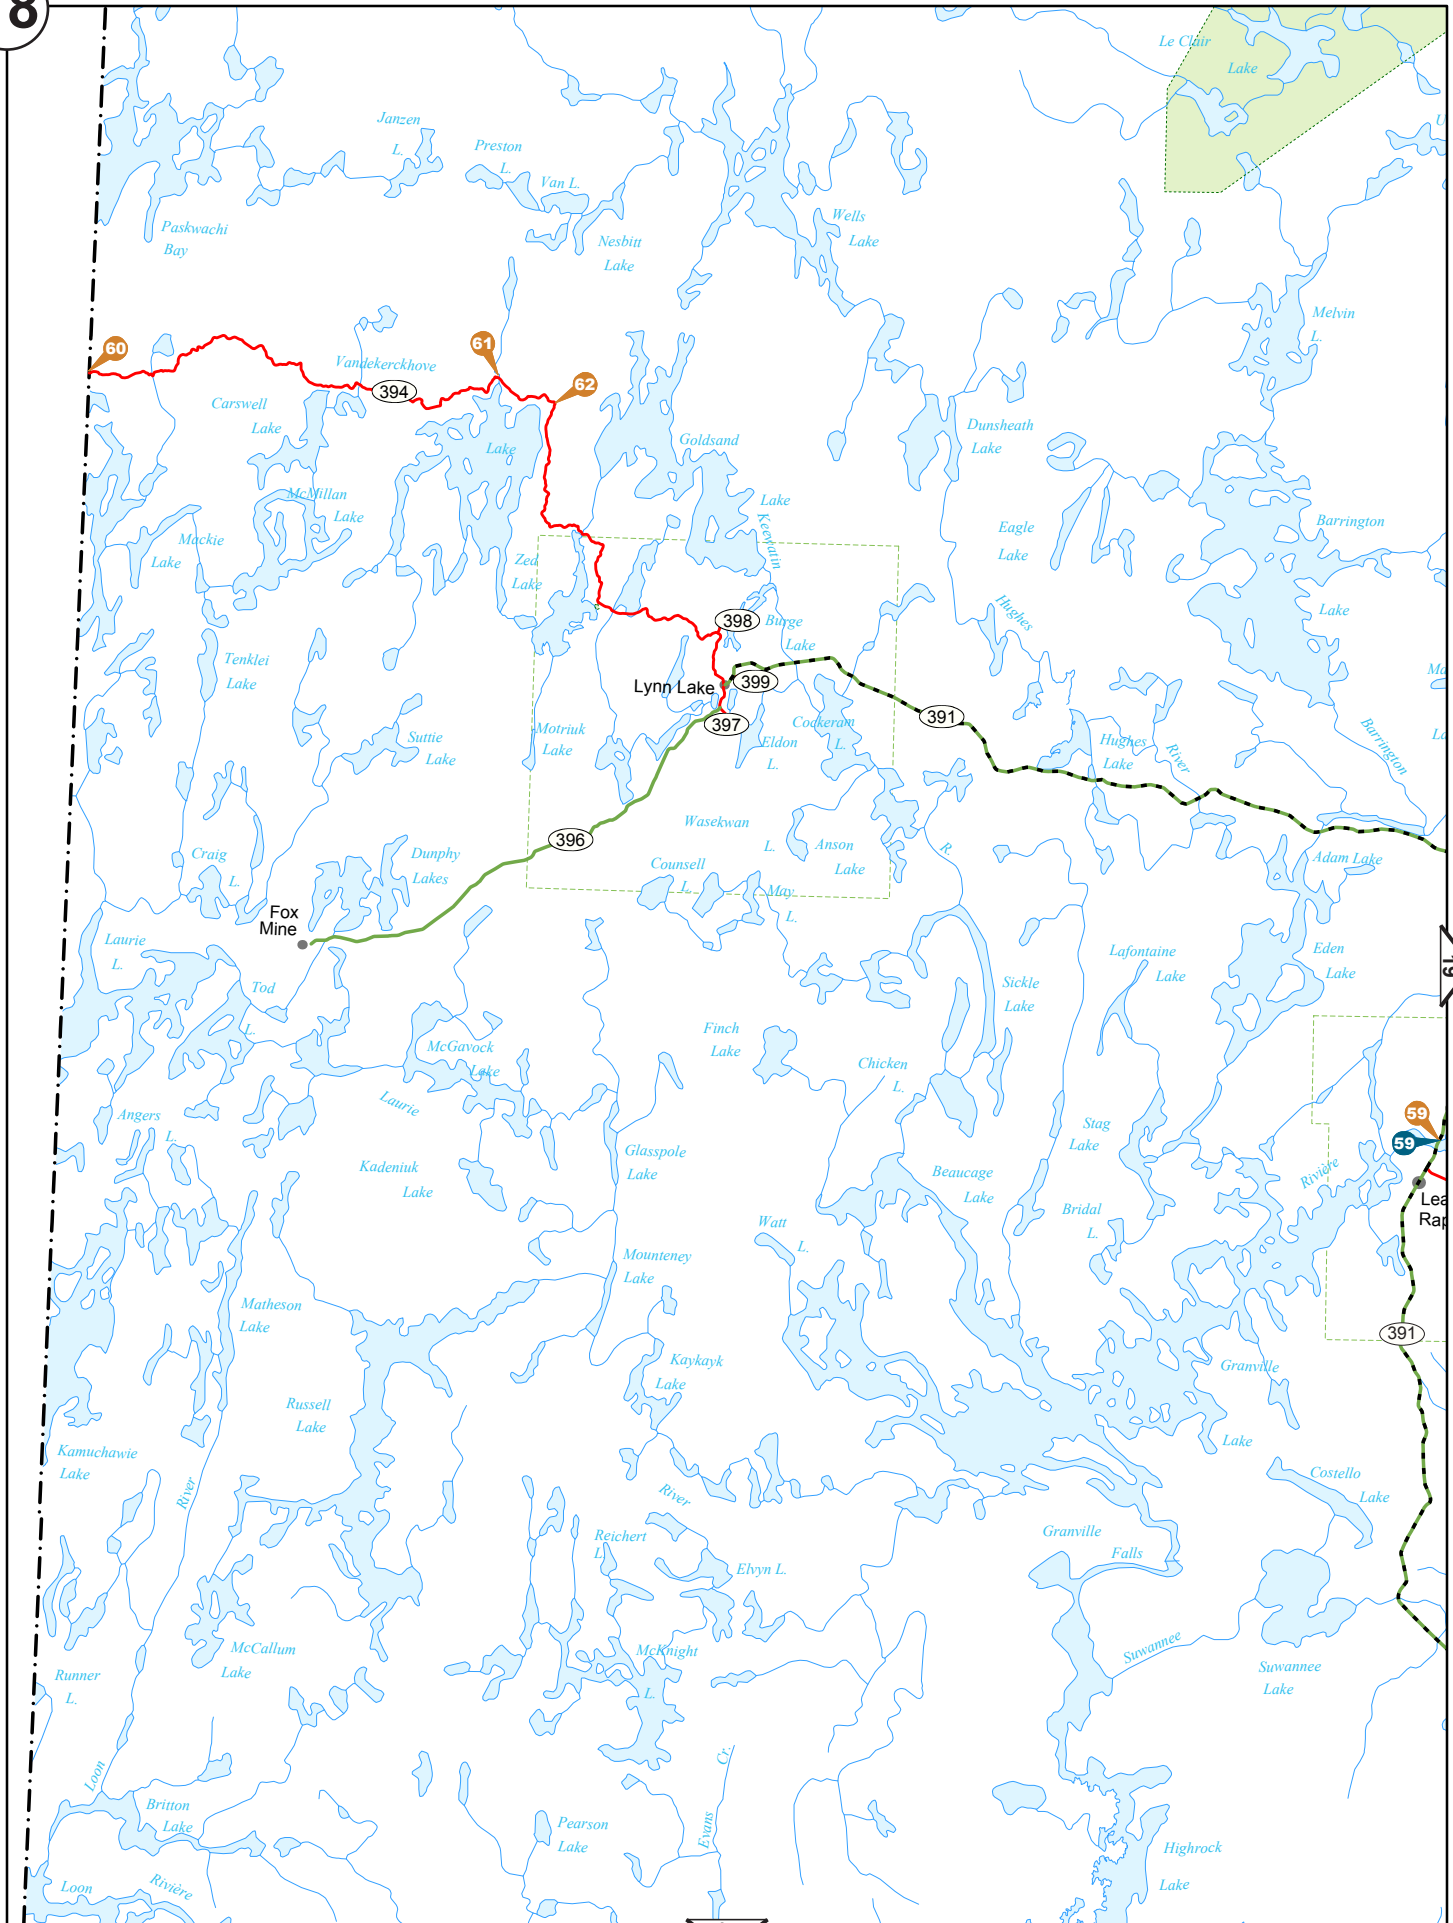 8
Le Clair
Lake
Janzen
L.
Preston
L.
Van L.
Paskwachi
Bay
Nesbitt
Lake
Wells
Lake
Melvin
L.
60
61
62
Vandekerckhove
394
Lake
Carswell
Lake
Goldsand
Lake
Dunsheath
Lake
McMillan
Lake
Mackie
Lake
Keewatin
Eagle
Lake
Barrington
Lake
Zed
Lake
Hughes
398
Burge
Lake
Tenklei
Lake
Lynn Lake
399
397
391
Motriuk
Lake
Suttie
Lake
Cockeram
L.
Eldon
L.
Hughes
Lake
River
Barrington
396
Wasekwan
L.
Anson
Lake
R.
Counsell
L.
May
L.
Adam Lake
Craig
L.
Dunphy
Lakes
Fox
Mine
Laurie
L.
Tod
L.
Sickle
Lake
Lafontaine
Lake
Eden
Lake
19
McGavock
Lake
Laurie
Finch
Lake
Chicken
L.
Angers
L.
Stag
Lake
59
59
Kadeniuk
Lake
Glasspole
Lake
Beaucage
Lake
Rivière
Bridal
L.
Watt
L.
Mounteney
Lake
Matheson
Lake
391
Granville
Lake
Kaykayk
Lake
Russell
Lake
Kamuchawie
Lake
River
River
Costello
Lake
Reichert
L.
Elvyn L.
Granville
Falls
McCallum
Lake
McKnight
L.
Suwannee
Suwannee
Lake
Runner
L.
Loon
Britton
Lake
Evans
Cr.
Pearson
Lake
Highrock
Lake
Loon
Rivière